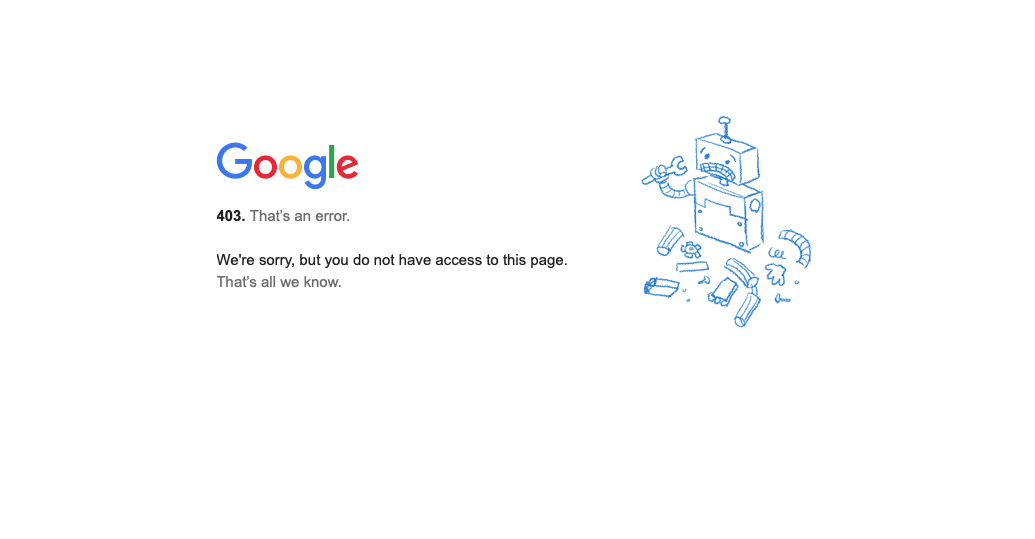 Google
403. That's an error.
We're sorry, but you do not have access to this page.
That's all we know.